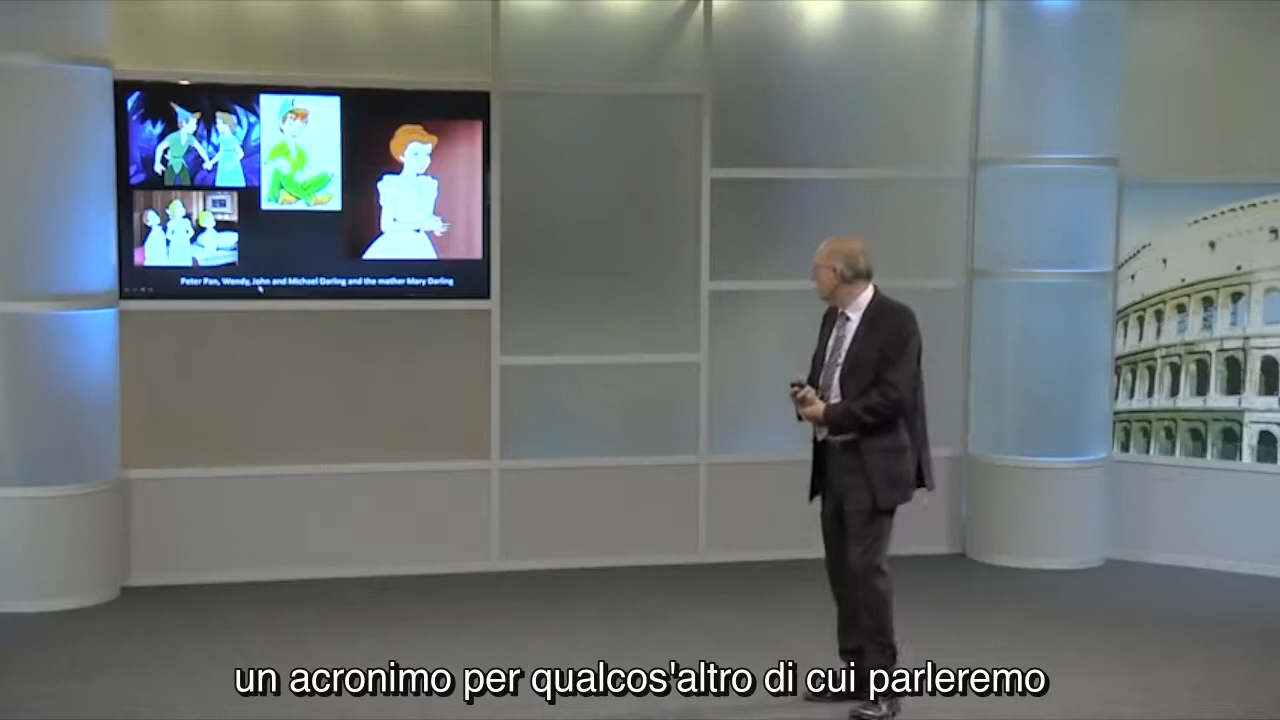 Peter Pan, Wendy, John and Michael Darling and the mother Mary Darling
un acronimo per qualcos'altro di cui parleremo